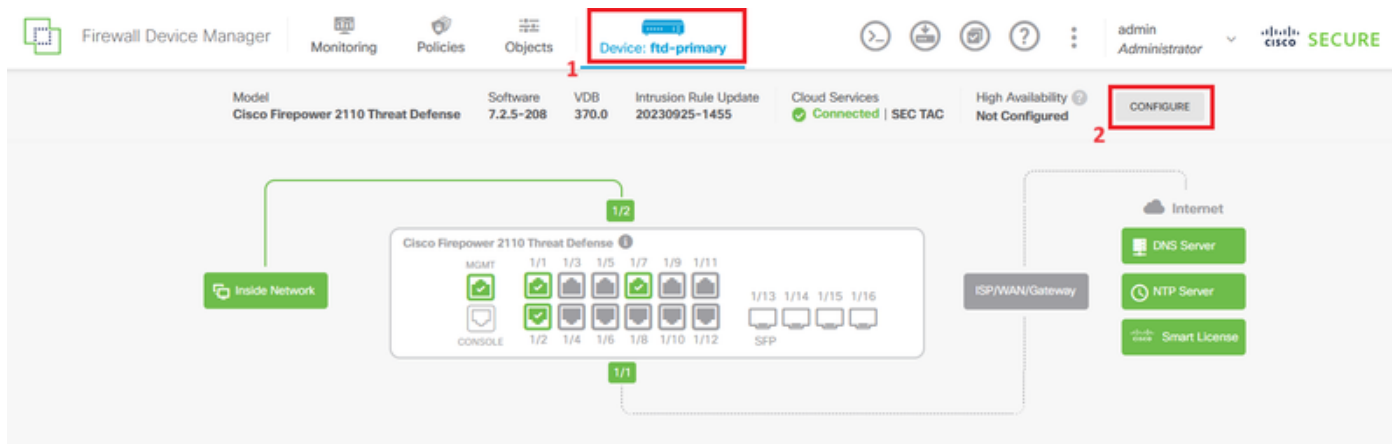 Firewall Device Manager
Monitoring
Policies
Objects
Device: ftd-primary
admin
Administrator
cisco SECURE
1
Model
Cisco Firepower 2110 Threat Defense
Software
7.2.5-208
VDB
370.0
Intrusion Rule Update
20230925-1455
Cloud Services
Connected | SEC TAC
High Availability
Not Configured
CONFIGURE
2
1/2
Internet
Cisco Firepower 2110 Threat Defense
DNS Server
MGMT 1/1 1/3 1/5 1/7 1/9 1/11
Inside Network
ISP/WAN/Gateway
NTP Server
1/13 1/14 1/15 1/16
CONSOLE 1/2 1/4 1/6 1/8 1/10 1/12 SFP
cisco Smart License
1/1